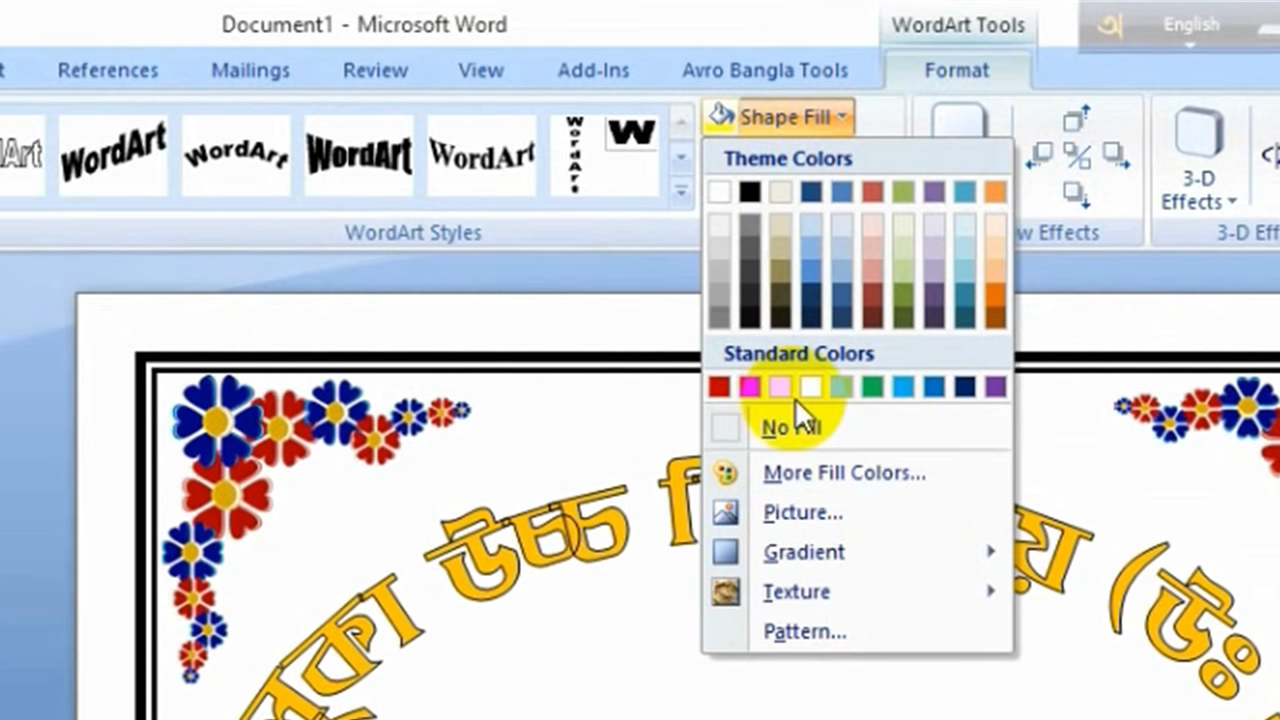 Document1 - Microsoft Word
WordArt Tools
English
References Mailings Review View Add-Ins Avro Bangla Tools Format
WordArt WordArt WordArt WordArt WordArt W
Shape Fill
Theme Colors
3-D
Effects
WordArt Styles
Effects
3-D
Standard Colors
No Fill
More Fill Colors...
Picture...
Gradient
Texture
Pattern...
উচ্চ
(উঃ